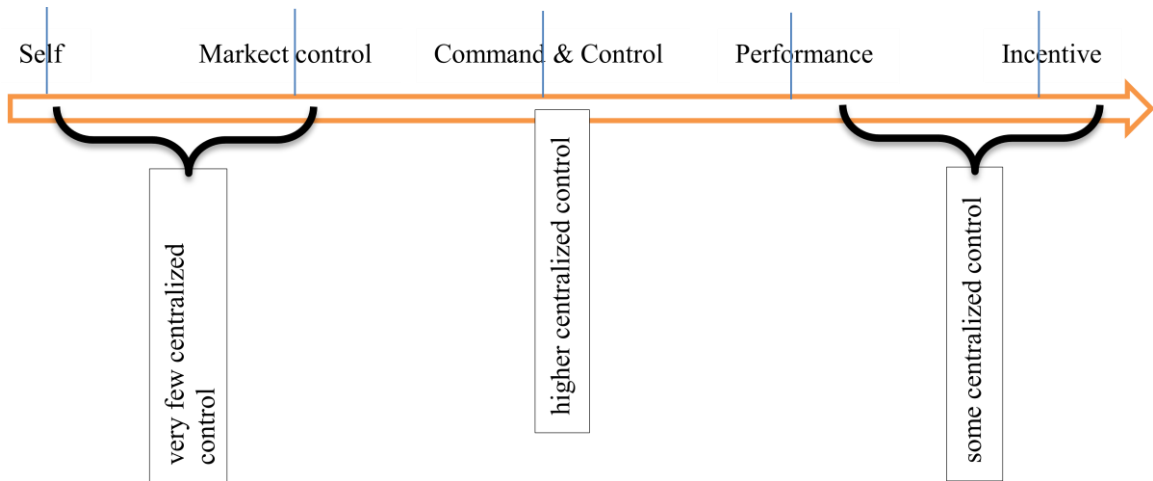 Self Markect control Command & Control Performance Incentive
very few centralized
control
higher centralized control
some centralized control